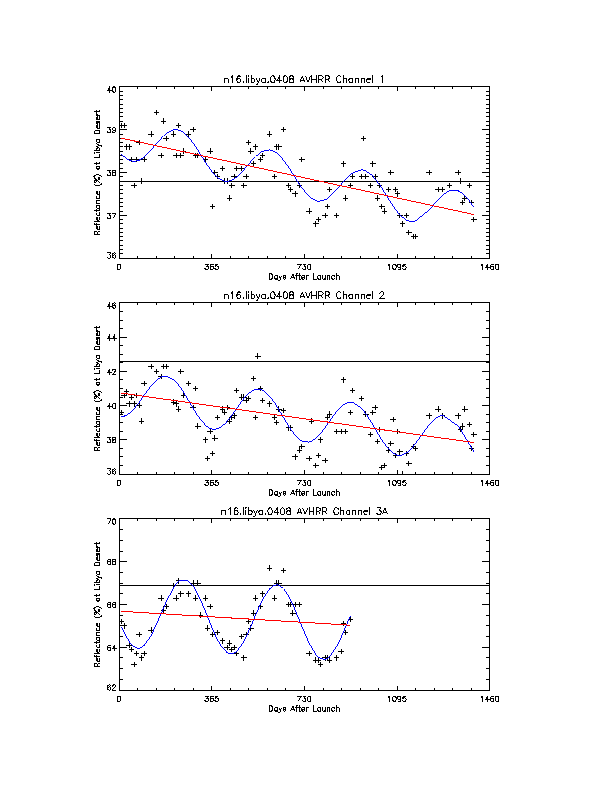 n16.libya.0408 AVHRR Channel 1
40
39
38
37
36
Reflectance (%) at Libya Desert
0 365 730 1095 1460
Days After Launch
n16.libya.0408 AVHRR Channel 2
46
44
42
40
38
36
Reflectance (%) at Libya Desert
0 365 730 1095 1460
Days After Launch
n16.libya.0408 AVHRR Channel 3A
70
68
66
64
62
Reflectance (%) at Libya Desert
0 365 730 1095 1460
Days After Launch